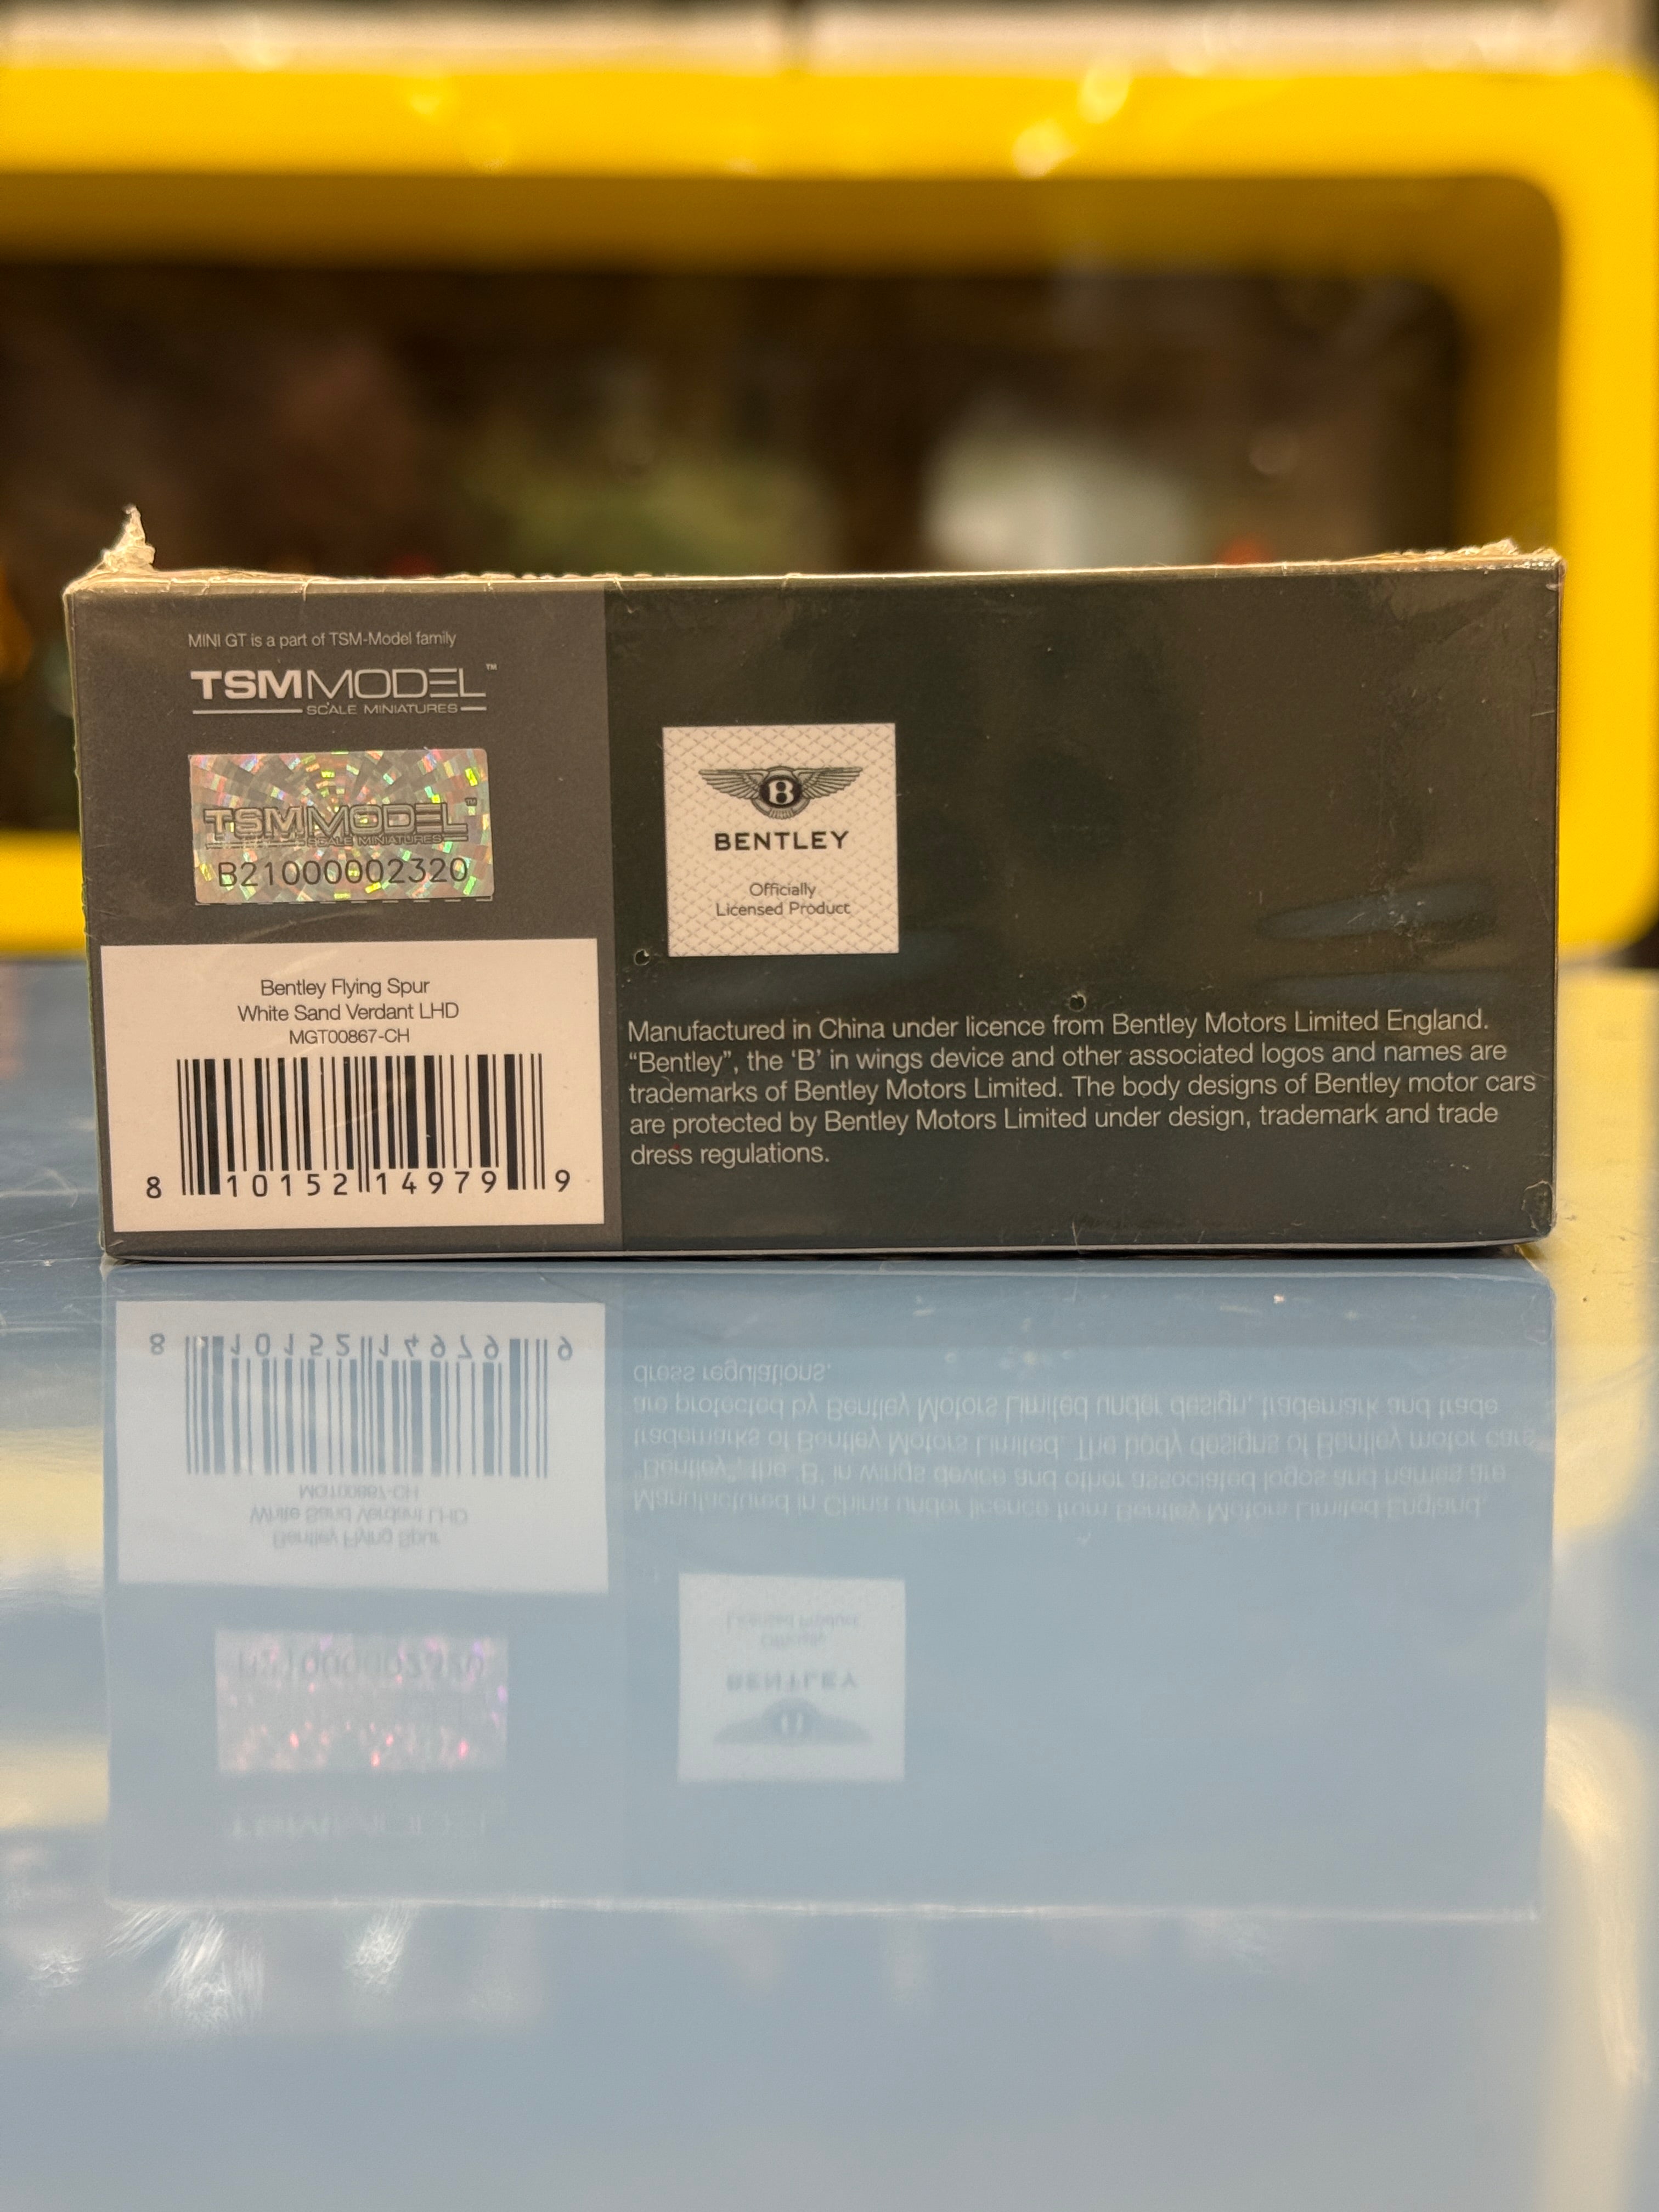 MINI GT is a part of TSM-Model family
TSMMODEL™
SCALE MINIATURES
TSMMODEL™
SCALE MINIATURES
B21000002320
Bentley Flying Spur
White Sand Verdant LHD
MGT00867-CH
8 10152 14979 9
B
BENTLEY
Officially
Licensed Product
Manufactured in China under licence from Bentley Motors Limited England.
“Bentley”, the ‘B’ in wings device and other associated logos and names are
trademarks of Bentley Motors Limited. The body designs of Bentley motor cars
are protected by Bentley Motors Limited under design, trademark and trade
dress regulations.